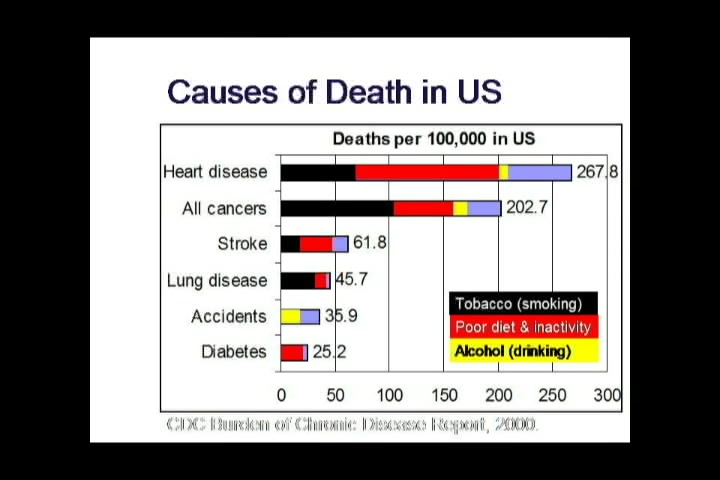 Causes of Death in US
Deaths per 100,000 in US
Heart disease 267.8
All cancers 202.7
Stroke 61.8
Lung disease 45.7
Accidents 35.9
Diabetes 25.2
Tobacco (smoking)
Poor diet & inactivity
Alcohol (drinking)
0 50 100 150 200 250 300
CDC Burden of Chronic Disease Report, 2000.